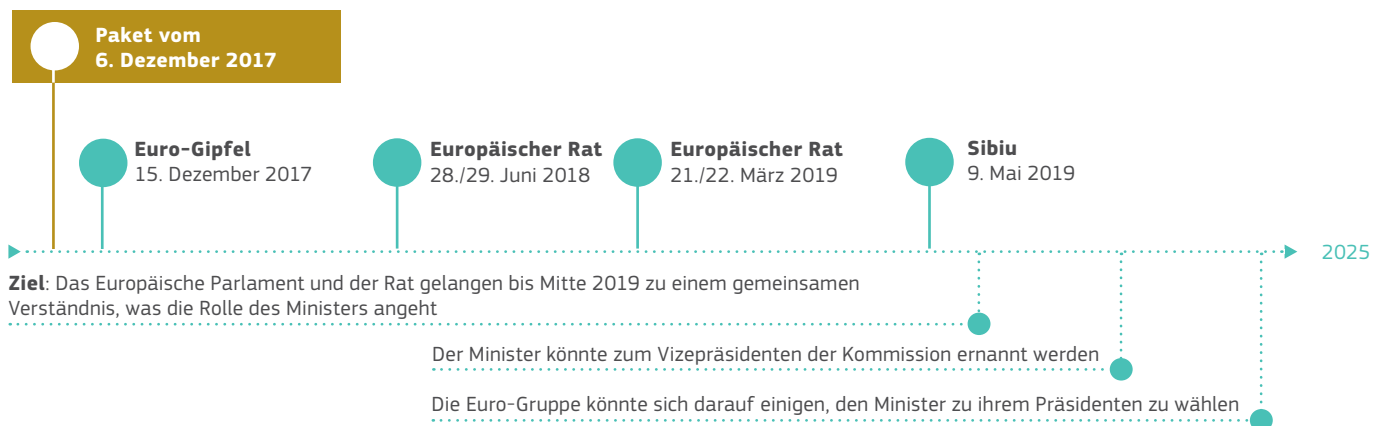 Paket vom
6. Dezember 2017
Euro-Gipfel
15. Dezember 2017
Europäischer Rat
28./29. Juni 2018
Europäischer Rat
21./22. März 2019
Sibiu
9. Mai 2019
2025
Ziel: Das Europäische Parlament und der Rat gelangen bis Mitte 2019 zu einem gemeinsamen
Verständnis, was die Rolle des Ministers angeht
Der Minister könnte zum Vizepräsidenten der Kommission ernannt werden
Die Euro-Gruppe könnte sich darauf einigen, den Minister zu ihrem Präsidenten zu wählen